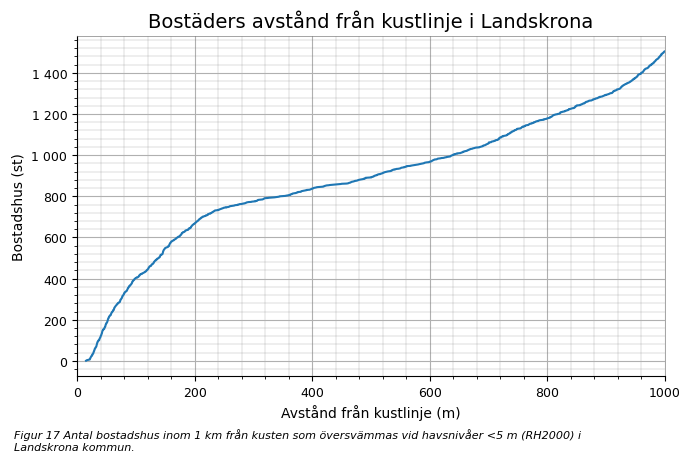 Bostäders avstånd från kustlinje i Landskrona
Bostadshus (st)
1 400
1 200
1 000
800
600
400
200
0
0 200 400 600 800 1000
Avstånd från kustlinje (m)
Figur 17 Antal bostadshus inom 1 km från kusten som översvämmas vid havsnivåer <5 m (RH2000) i
Landskrona kommun.